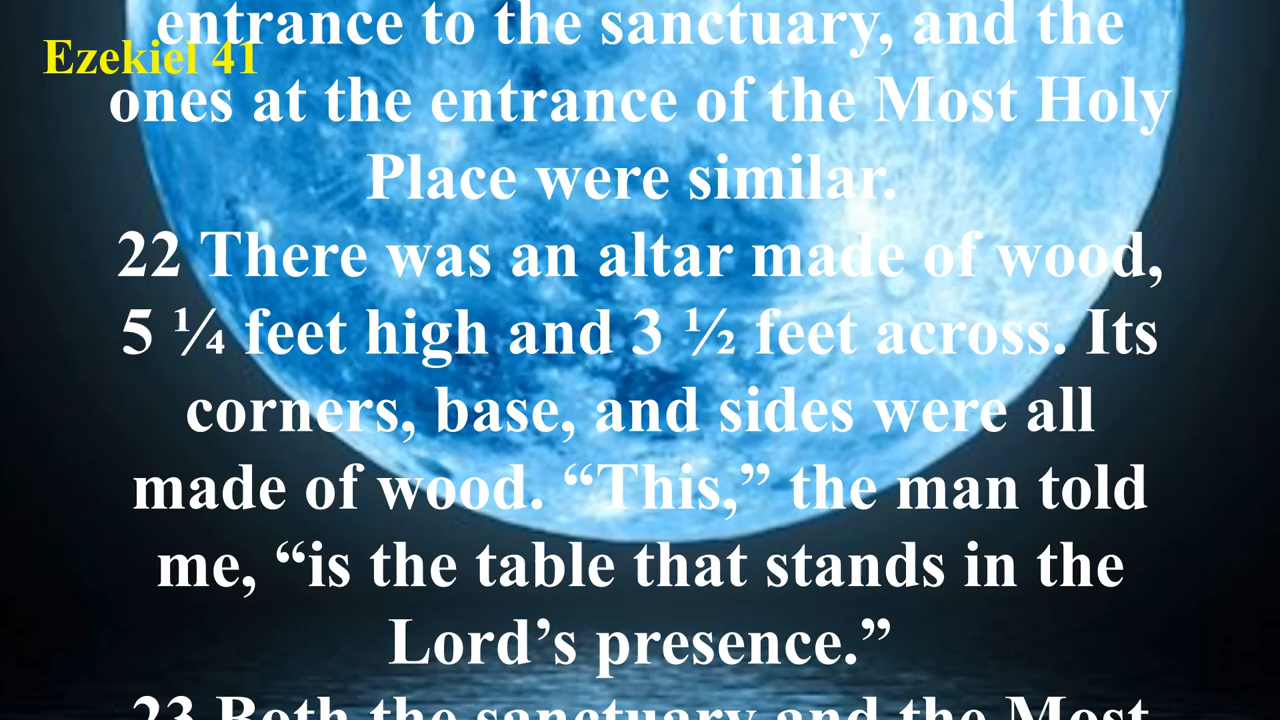 Ezekiel 41
entrance to the sanctuary, and the
ones at the entrance of the Most Holy
Place were similar.
22 There was an altar made of wood,
5 ¼ feet high and 3 ½ feet across. Its
corners, base, and sides were all
made of wood. “This,” the man told
me, “is the table that stands in the
Lord’s presence.”
23 Both the sanctuary and the Most